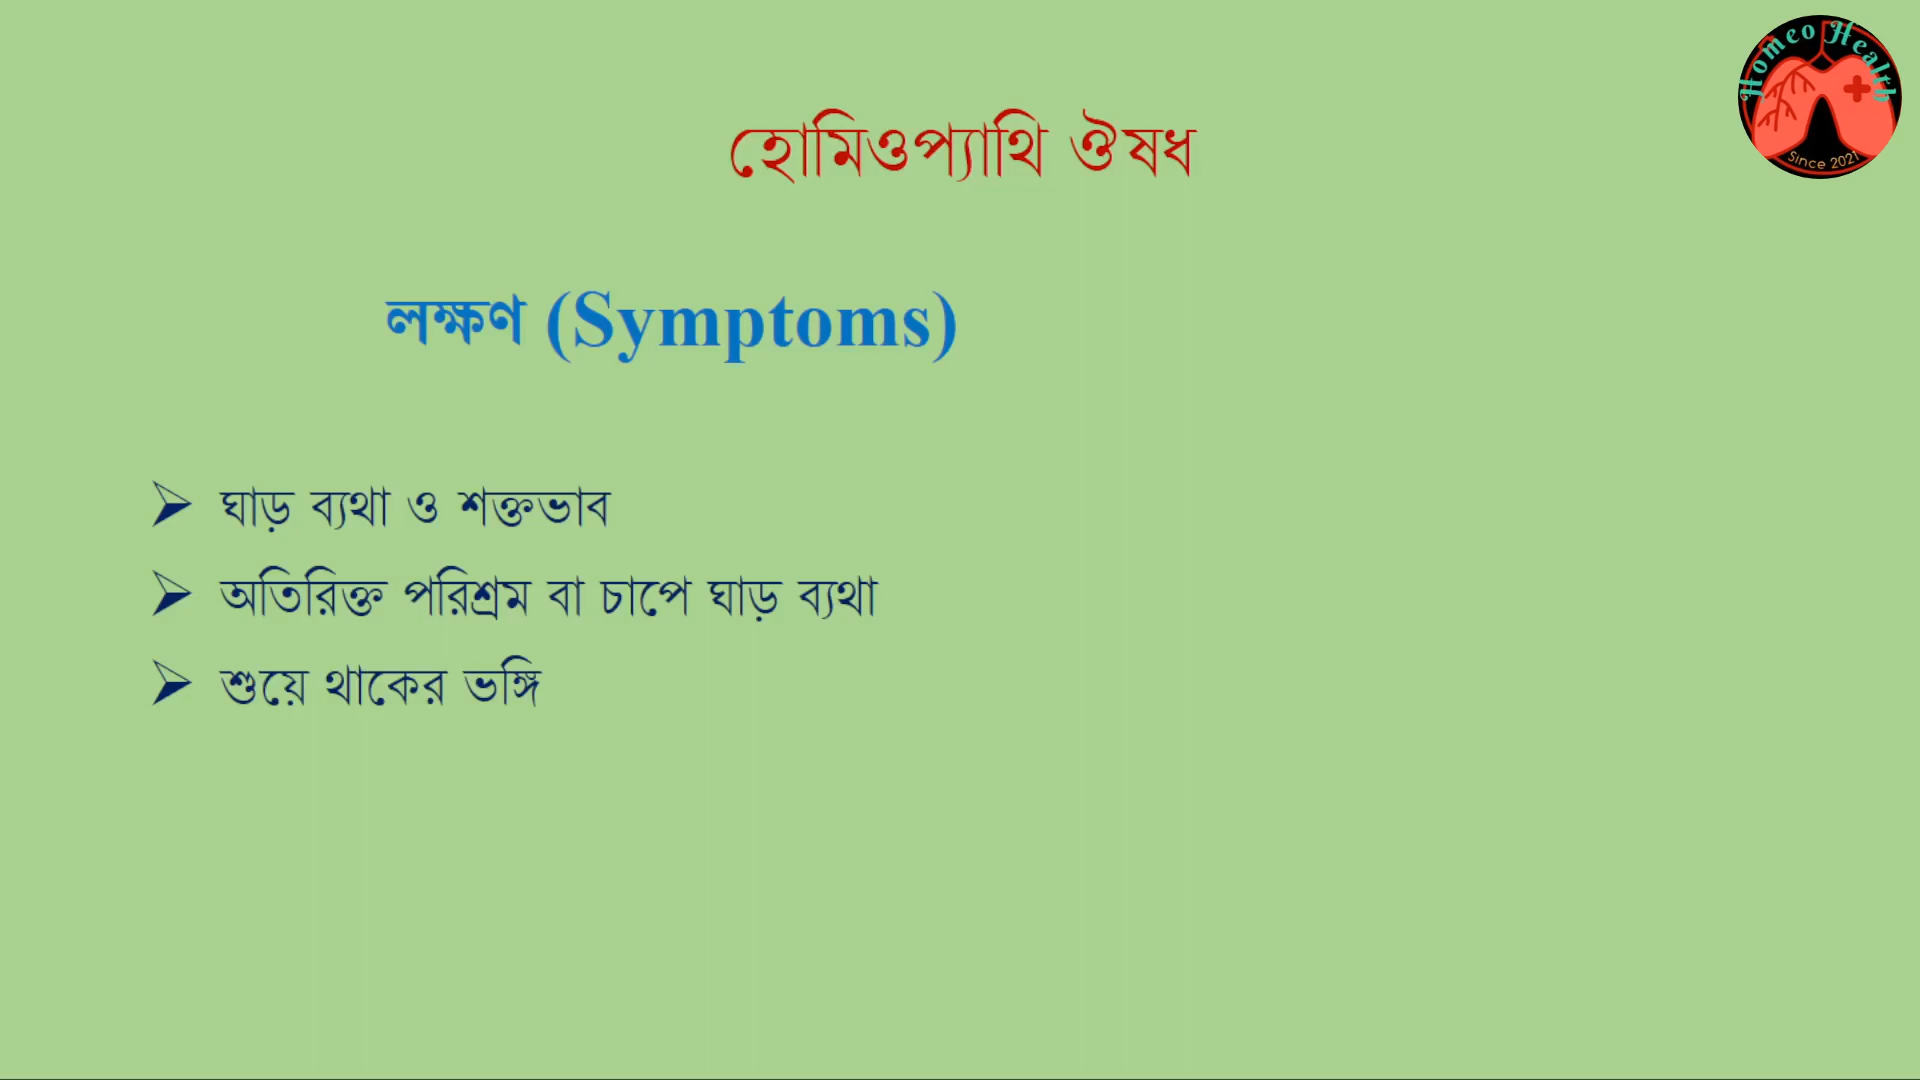 Homeo Health
Since 2021
হোমিওপ্যাথি ঔষধ
লক্ষণ (Symptoms)
➢ ঘাড় ব্যথা ও শক্তভাব
➢ অতিরিক্ত পরিশ্রম বা চাপে ঘাড় ব্যথা
➢ শুয়ে থাকের ভঙ্গি